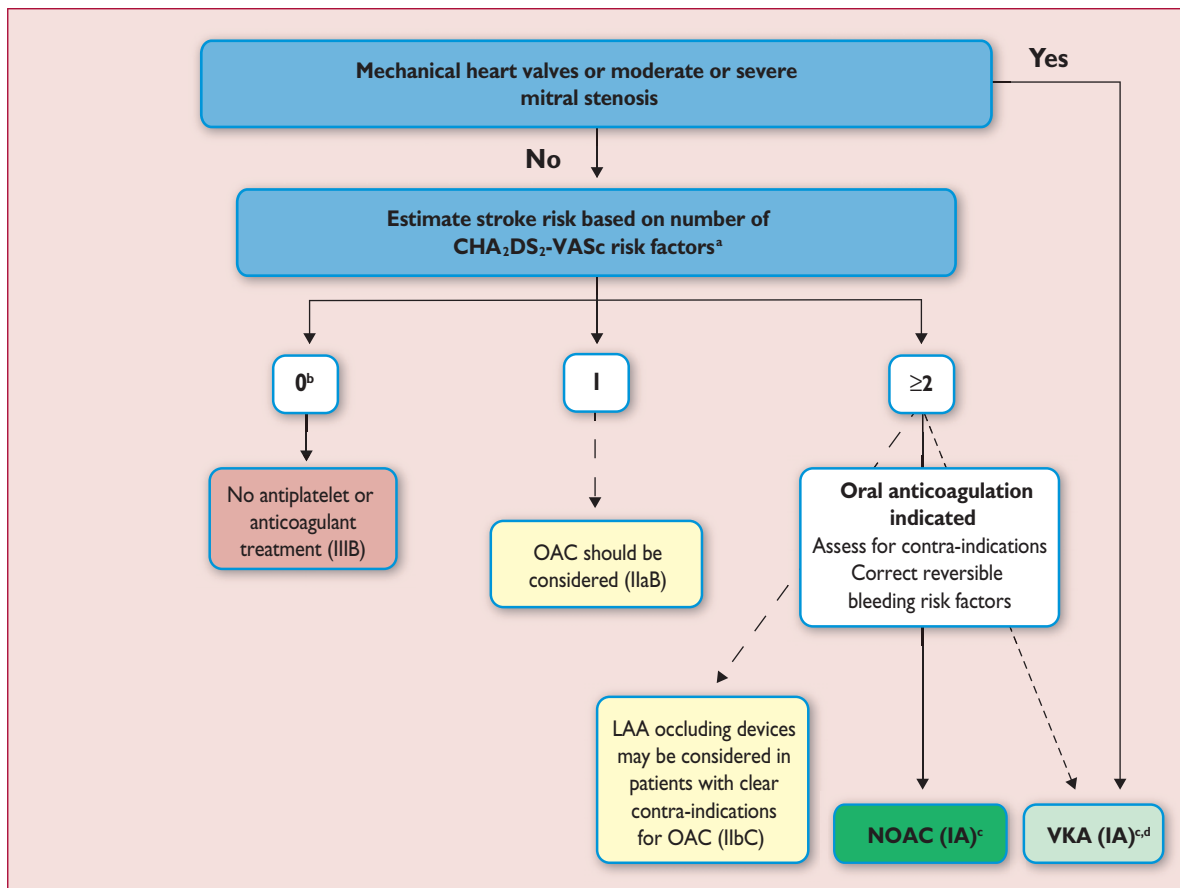 Mechanical heart valves or moderate or severe
mitral stenosis
Yes
No
Estimate stroke risk based on number of
CHA₂DS₂-VASc risk factorsᵃ
0ᵇ
1
≥2
No antiplatelet or
anticoagulant
treatment (IIIB)
OAC should be
considered (IIaB)
Oral anticoagulation
indicated
Assess for contra-indications
Correct reversible
bleeding risk factors
LAA occluding devices
may be considered in
patients with clear
contra-indications
for OAC (IIbC)
NOAC (IA)ᶜ
VKA (IA)ᶜ,ᵈ